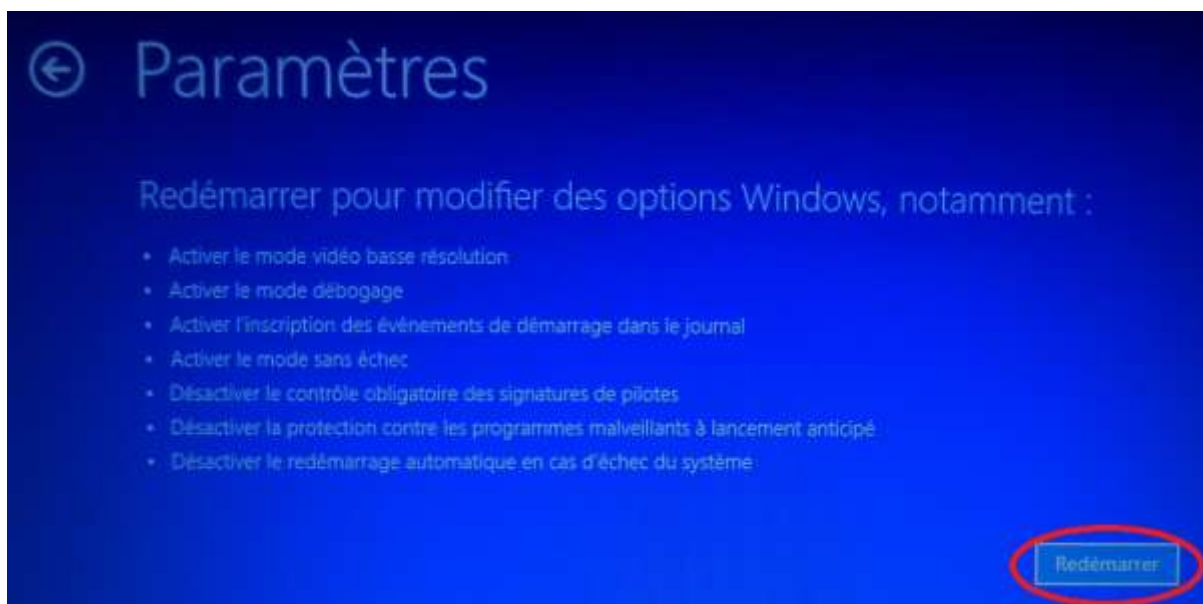 Paramètres
Redémarrer pour modifier des options Windows, notamment :
• Activer le mode vidéo basse résolution
• Activer le mode débogage
• Activer l'inscription des événements de démarrage dans le journal
• Activer le mode sans échec
• Désactiver le contrôle obligatoire des signatures de pilotes
• Désactiver la protection contre les programmes malveillants à lancement anticipé
• Désactiver le redémarrage automatique en cas d'échec du système
Redémarrer